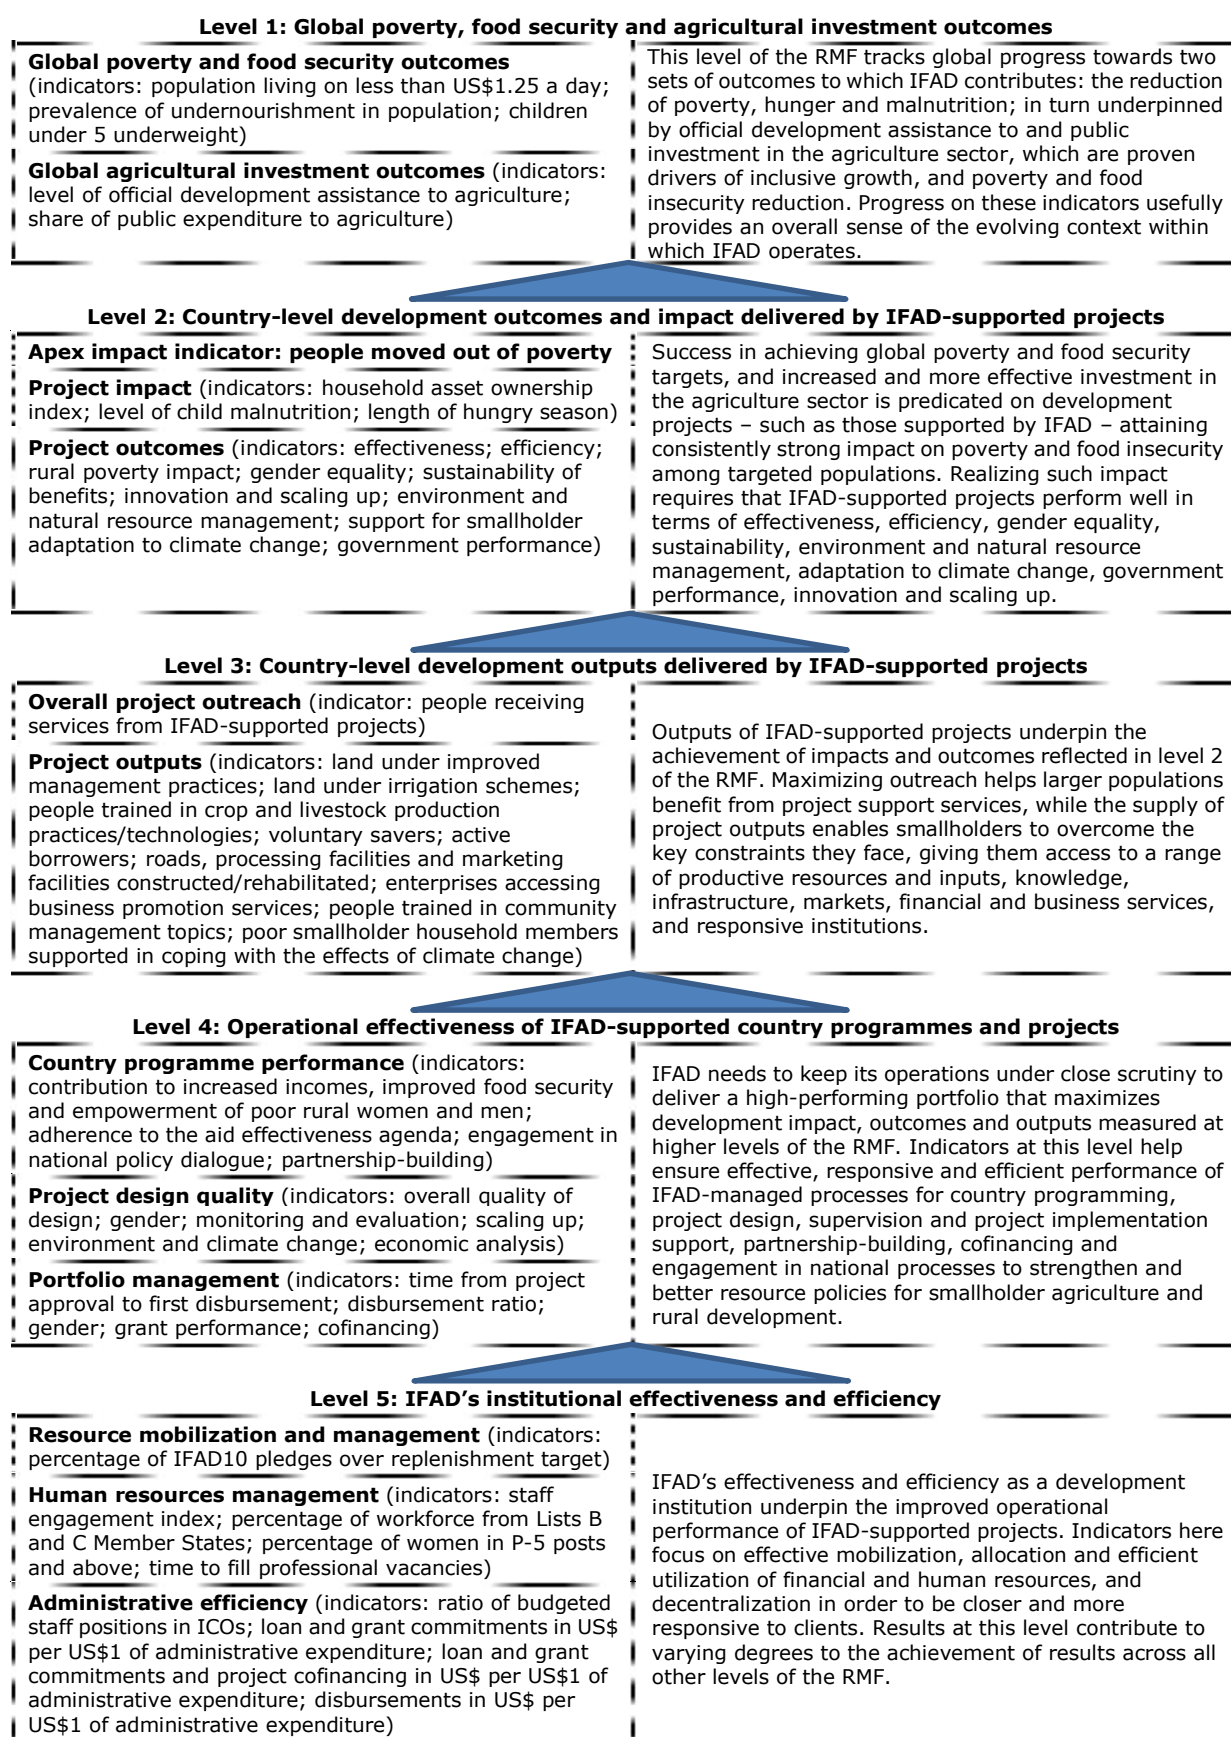 Level 1: Global poverty, food security and agricultural investment outcomes
Global poverty and food security outcomes
(indicators: population living on less than US$1.25 a day;
prevalence of undernourishment in population; children
under 5 underweight)
Global agricultural investment outcomes (indicators:
level of official development assistance to agriculture;
share of public expenditure to agriculture)
This level of the RMF tracks global progress towards two
sets of outcomes to which IFAD contributes: the reduction
of poverty, hunger and malnutrition; in turn underpinned
by official development assistance to and public
investment in the agriculture sector, which are proven
drivers of inclusive growth, and poverty and food
insecurity reduction. Progress on these indicators usefully
provides an overall sense of the evolving context within
which IFAD operates.
Level 2: Country-level development outcomes and impact delivered by IFAD-supported projects
Apex impact indicator: people moved out of poverty
Project impact (indicators: household asset ownership
index; level of child malnutrition; length of hungry season)
Project outcomes (indicators: effectiveness; efficiency;
rural poverty impact; gender equality; sustainability of
benefits; innovation and scaling up; environment and
natural resource management; support for smallholder
adaptation to climate change; government performance)
Success in achieving global poverty and food security
targets, and increased and more effective investment in
the agriculture sector is predicated on development
projects – such as those supported by IFAD – attaining
consistently strong impact on poverty and food insecurity
among targeted populations. Realizing such impact
requires that IFAD-supported projects perform well in
terms of effectiveness, efficiency, gender equality,
sustainability, environment and natural resource
management, adaptation to climate change, government
performance, innovation and scaling up.
Level 3: Country-level development outputs delivered by IFAD-supported projects
Overall project outreach (indicator: people receiving
services from IFAD-supported projects)
Project outputs (indicators: land under improved
management practices; land under irrigation schemes;
people trained in crop and livestock production
practices/technologies; voluntary savers; active
borrowers; roads, processing facilities and marketing
facilities constructed/rehabilitated; enterprises accessing
business promotion services; people trained in community
management topics; poor smallholder household members
supported in coping with the effects of climate change)
Outputs of IFAD-supported projects underpin the
achievement of impacts and outcomes reflected in level 2
of the RMF. Maximizing outreach helps larger populations
benefit from project support services, while the supply of
project outputs enables smallholders to overcome the
key constraints they face, giving them access to a range
of productive resources and inputs, knowledge,
infrastructure, markets, financial and business services,
and responsive institutions.
Level 4: Operational effectiveness of IFAD-supported country programmes and projects
Country programme performance (indicators:
contribution to increased incomes, improved food security
and empowerment of poor rural women and men;
adherence to the aid effectiveness agenda; engagement in
national policy dialogue; partnership-building)
Project design quality (indicators: overall quality of
design; gender; monitoring and evaluation; scaling up;
environment and climate change; economic analysis)
Portfolio management (indicators: time from project
approval to first disbursement; disbursement ratio;
gender; grant performance; cofinancing)
IFAD needs to keep its operations under close scrutiny to
deliver a high-performing portfolio that maximizes
development impact, outcomes and outputs measured at
higher levels of the RMF. Indicators at this level help
ensure effective, responsive and efficient performance of
IFAD-managed processes for country programming,
project design, supervision and project implementation
support, partnership-building, cofinancing and
engagement in national processes to strengthen and
better resource policies for smallholder agriculture and
rural development.
Level 5: IFAD's institutional effectiveness and efficiency
Resource mobilization and management (indicators:
percentage of IFAD10 pledges over replenishment target)
Human resources management (indicators: staff
engagement index; percentage of workforce from Lists B
and C Member States; percentage of women in P-5 posts
and above; time to fill professional vacancies)
Administrative efficiency (indicators: ratio of budgeted
staff positions in ICOs; loan and grant commitments in US$
per US$1 of administrative expenditure; loan and grant
commitments and project cofinancing in US$ per US$1 of
administrative expenditure; disbursements in US$ per
US$1 of administrative expenditure)
IFAD's effectiveness and efficiency as a development
institution underpin the improved operational
performance of IFAD-supported projects. Indicators here
focus on effective mobilization, allocation and efficient
utilization of financial and human resources, and
decentralization in order to be closer and more
responsive to clients. Results at this level contribute to
varying degrees to the achievement of results across all
other levels of the RMF.